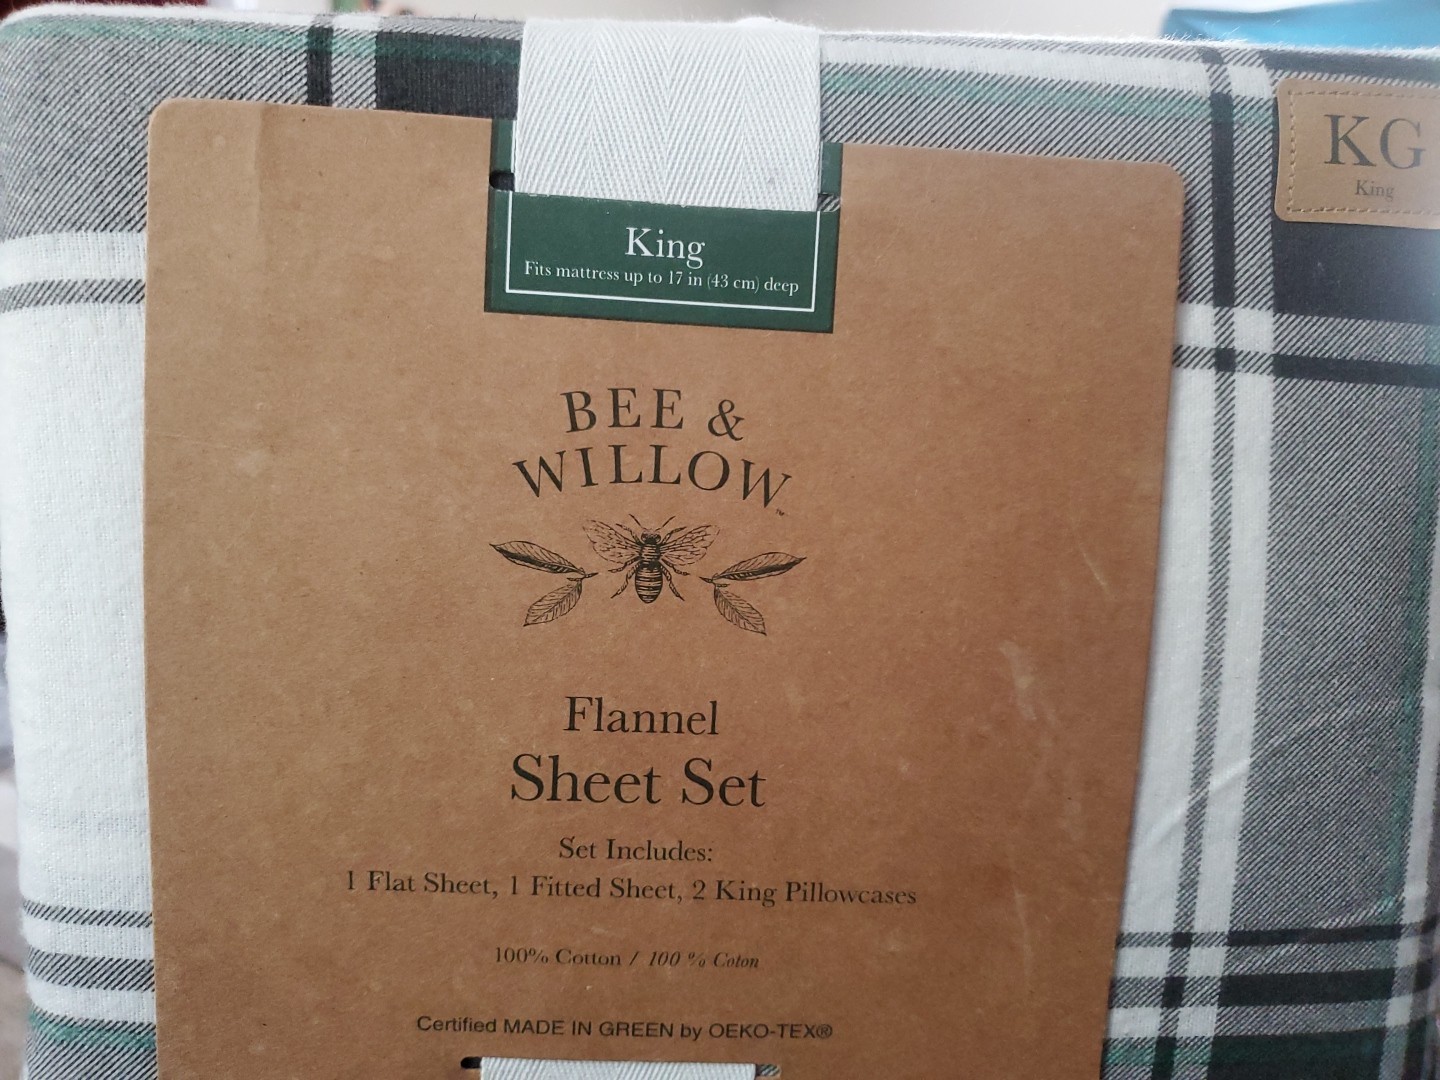 KG
King
King
Fits mattress up to 17 in (43 cm) deep
BEE &
WILLOW™
Flannel
Sheet Set
Set Includes:
1 Flat Sheet, 1 Fitted Sheet, 2 King Pillowcases
100% Cotton / 100 % Coton
Certified MADE IN GREEN by OEKO-TEX®